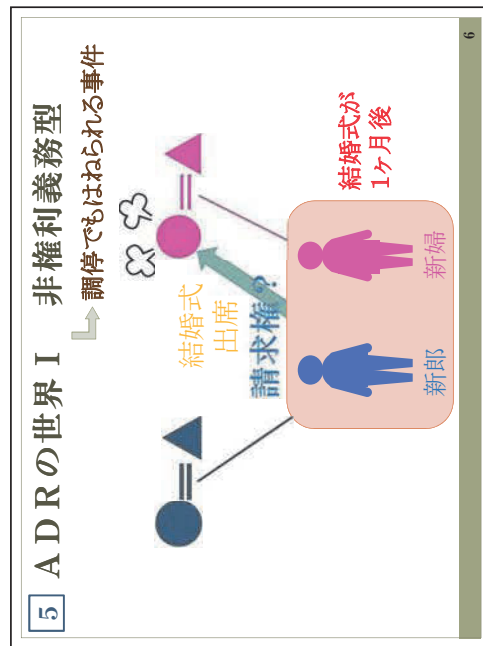 5 ADRの世界Ⅰ 非権利義務型
調停でもはねられる事件
結婚式
出席
請求権?
結婚式が
1ヶ月後
新郎
新婦
6